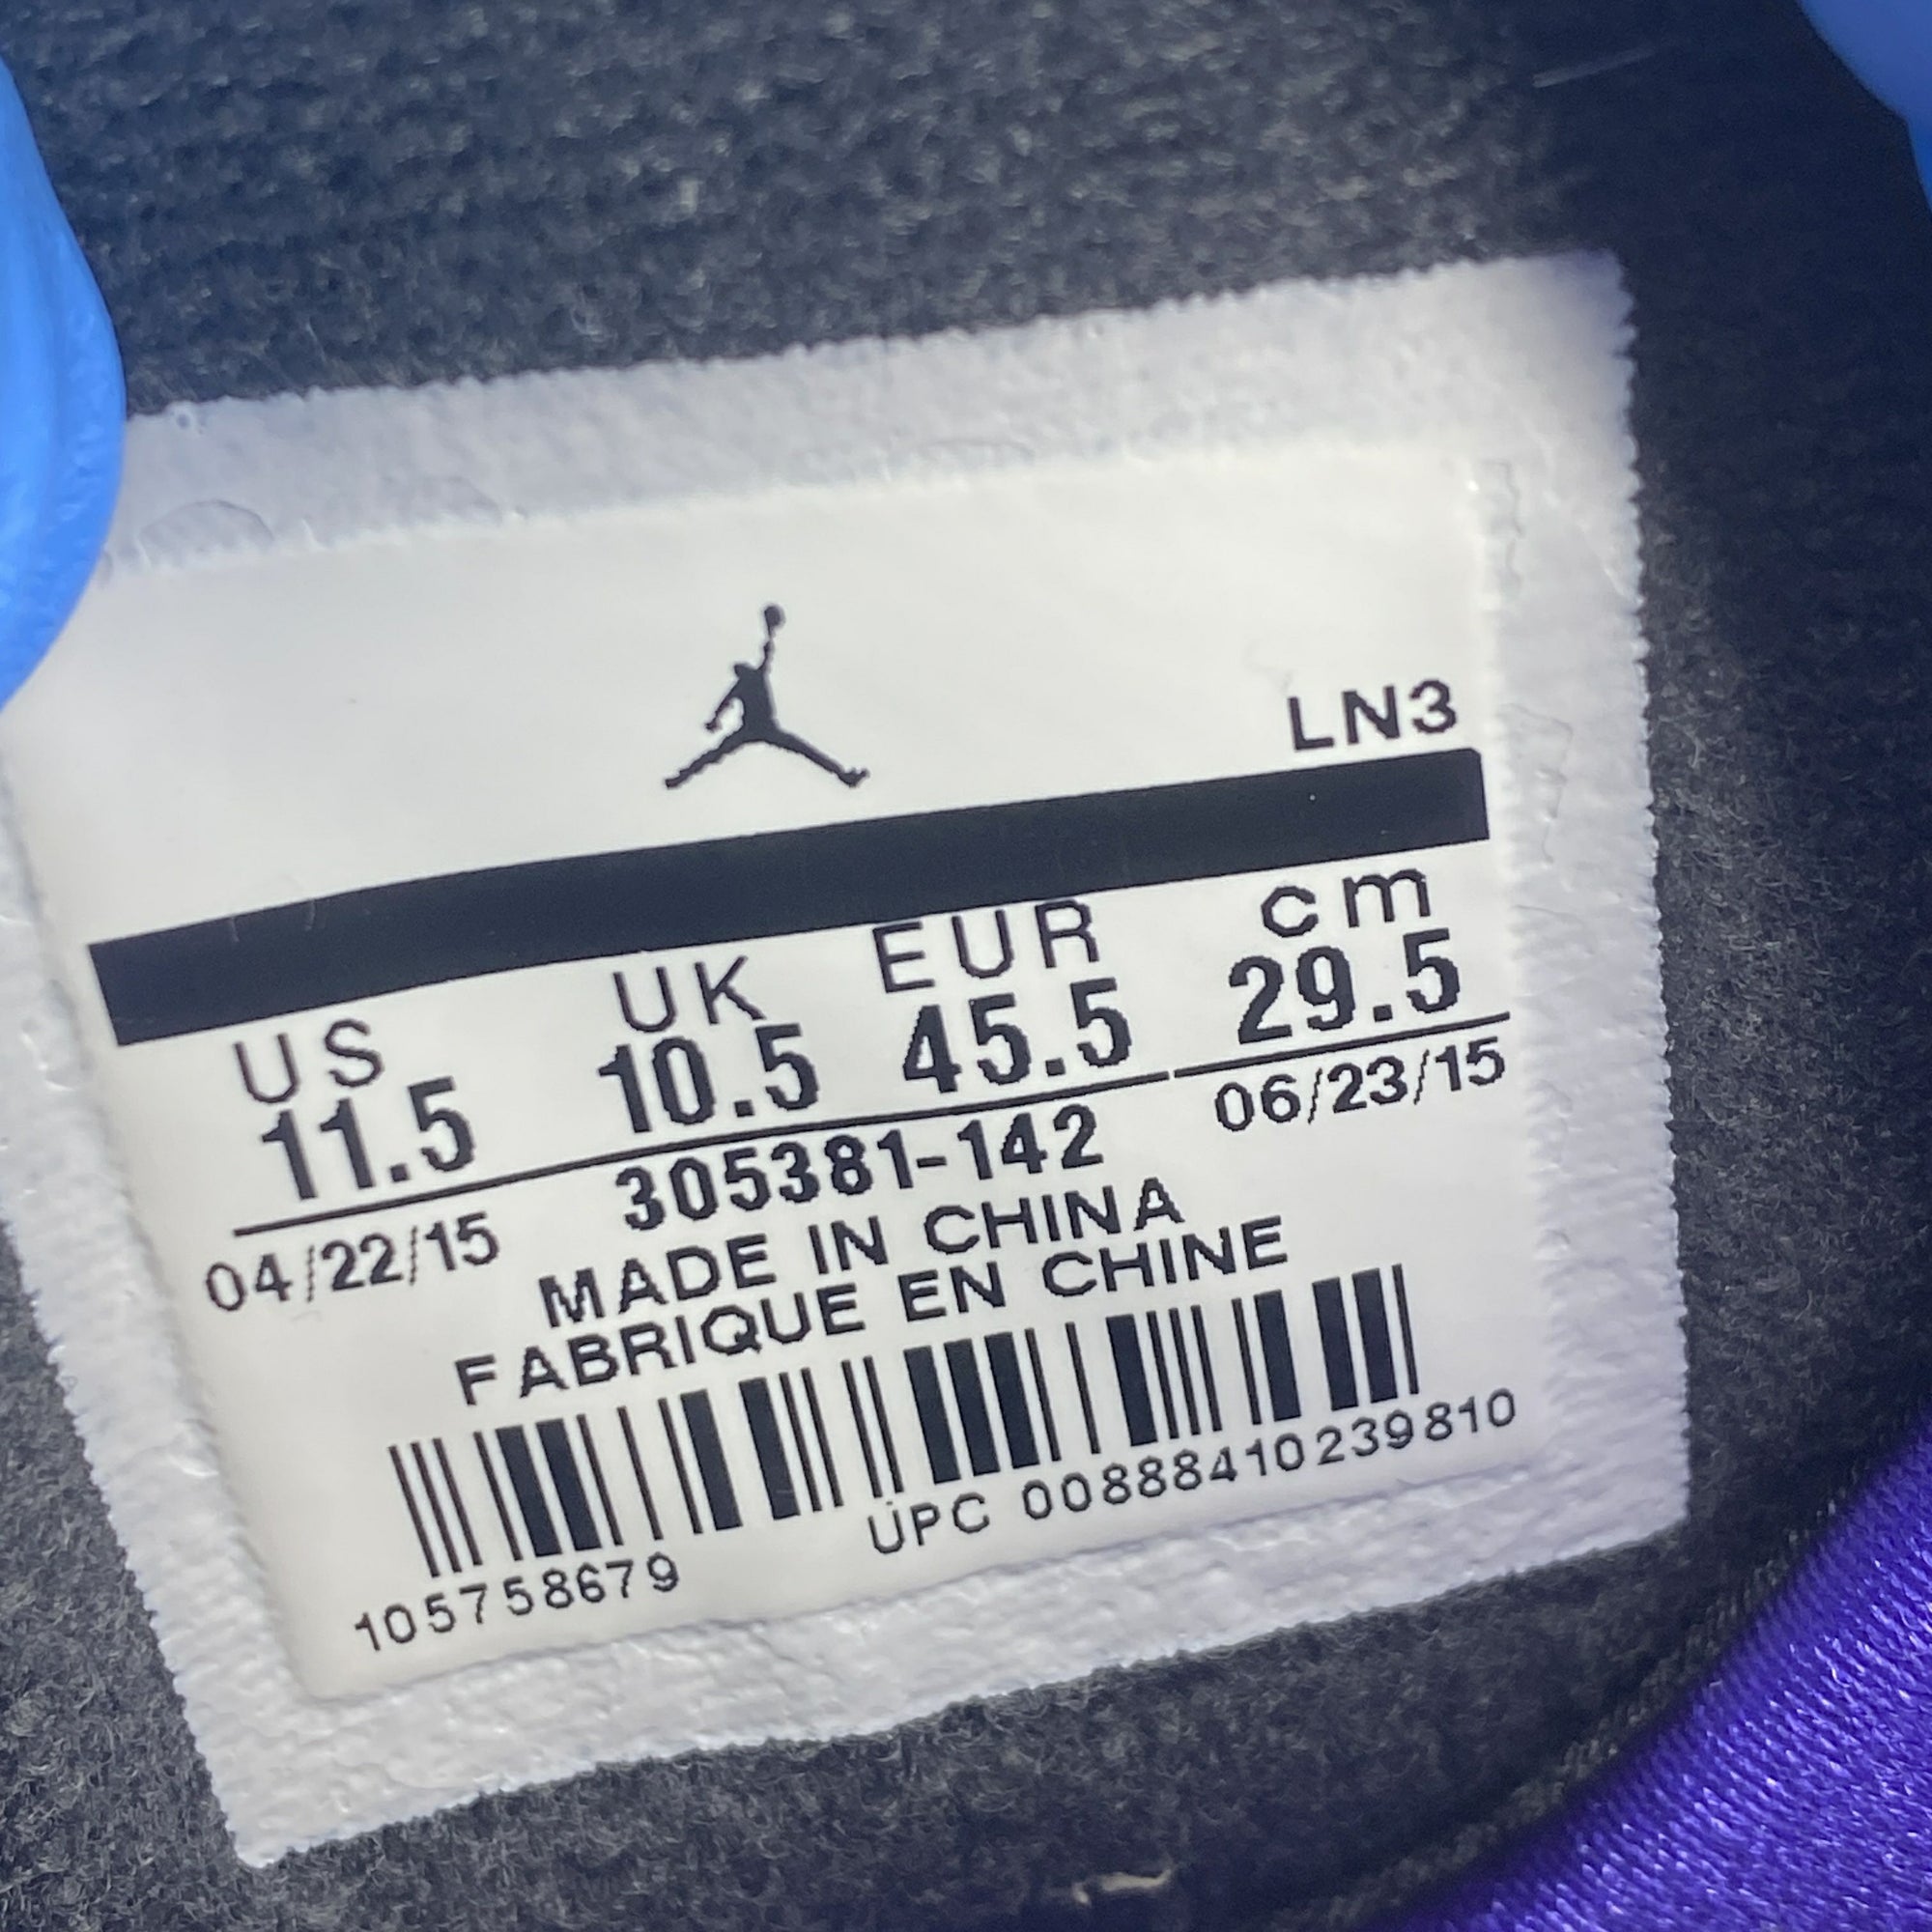 LN3
US UK EUR cm
11.5 10.5 45.5 29.5
04/22/15 305381-142 06/23/15
MADE IN CHINA
FABRIQUE EN CHINE
105758679 UPC 00888410239810